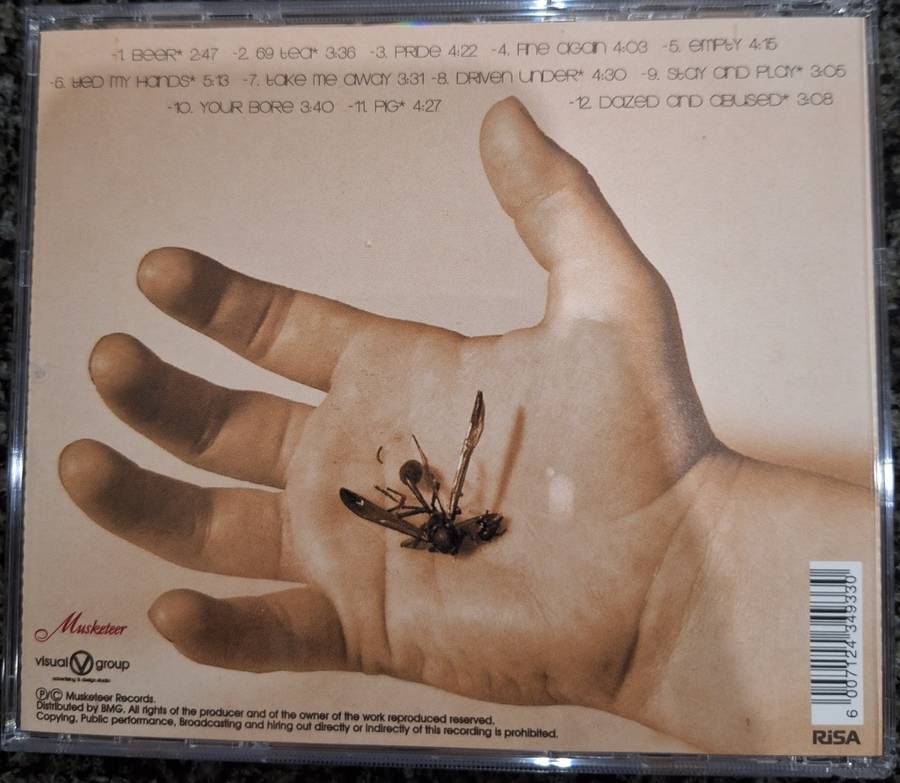 -1. BEER* 2:47 -2. 69 tea* 3:36 -3. PRIDE 4:22 -4. Fine again 4:03 -5. EMPTY 4:15
-6. tied my Hands* 5:13 -7. take me away 3:31 -8. Driven under* 4:30 -9. Stay and Play* 3:05
-10. YOUR BORE 3:40 -11. PIG* 4:27 -12. Dazed and abused* 3:08
Musketeer
visual V group
advertising & design studio
Ⓟ/© Musketeer Records.
Distributed by BMG. All rights of the producer and of the owner of the work reproduced reserved.
Copying, Public performance, Broadcasting and hiring out directly or indirectly of this recording is prohibited.
6 007124 349330
RiSA